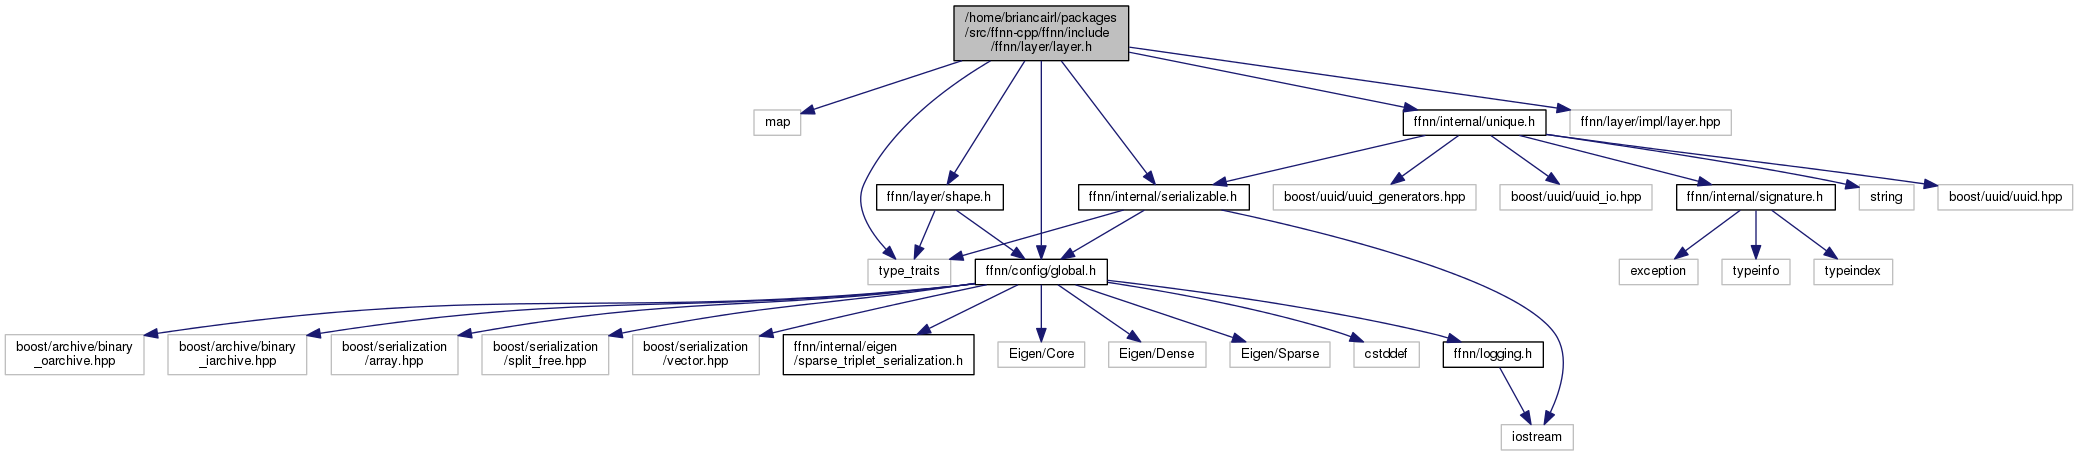 /home/briancairl/packages
/src/ffnn-cpp/ffnn/include
/ffnn/layer/layer.h
map
ffnn/internal/unique.h
ffnn/layer/impl/layer.hpp
ffnn/layer/shape.h
ffnn/internal/serializable.h
boost/uuid/uuid_generators.hpp
boost/uuid/uuid_io.hpp
ffnn/internal/signature.h
string
boost/uuid/uuid.hpp
type_traits
ffnn/config/global.h
exception
typeinfo
typeindex
boost/archive/binary
_oarchive.hpp
boost/archive/binary
_iarchive.hpp
boost/serialization
/array.hpp
boost/serialization
/split_free.hpp
boost/serialization
/vector.hpp
ffnn/internal/eigen
/sparse_triplet_serialization.h
Eigen/Core
Eigen/Dense
Eigen/Sparse
cstddef
ffnn/logging.h
iostream